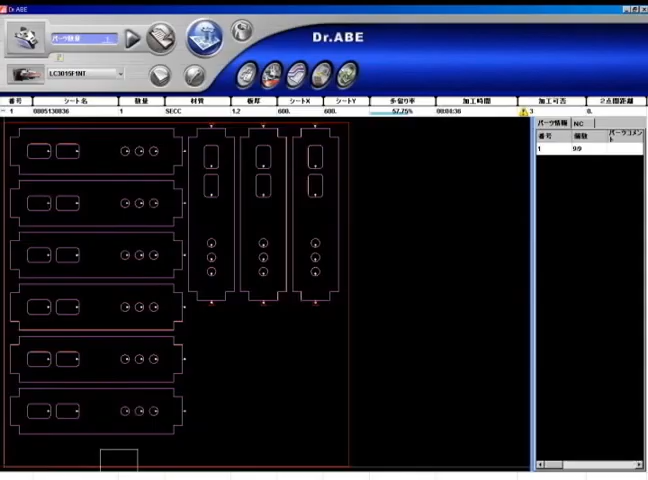 Dr ABE
パーツ数量
Dr.ABE
LC3015F1NT
番号 シート名 数量 材質 板厚 シートX シートY 歩留り率 加工時間 加工可否 2点間距離
1 0005130036 1 SECC 1.2 600. 600. 57.75% 00:04:36 3 0.
パーツ情報 NC
番号 個数 パーツコメント
1 9/9